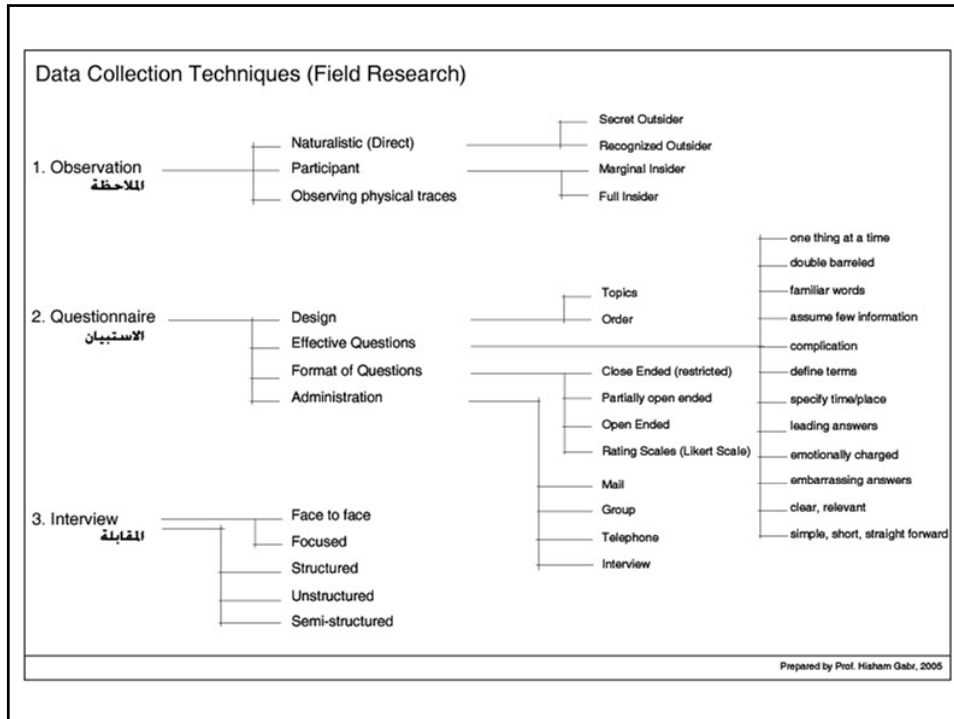 Data Collection Techniques (Field Research)
1. Observation
الملاحظة
Naturalistic (Direct)
Participant
Observing physical traces
Secret Outsider
Recognized Outsider
Marginal Insider
Full Insider
2. Questionnaire
الاستبيان
Design
Effective Questions
Format of Questions
Administration
Topics
Order
Close Ended (restricted)
Partially open ended
Open Ended
Rating Scales (Likert Scale)
Mail
Group
Telephone
Interview
one thing at a time
double barreled
familiar words
assume few information
complication
define terms
specify time/place
leading answers
emotionally charged
embarrassing answers
clear, relevant
simple, short, straight forward
3. Interview
المقابلة
Face to face
Focused
Structured
Unstructured
Semi-structured
Prepared by Prof. Hisham Gabr, 2005